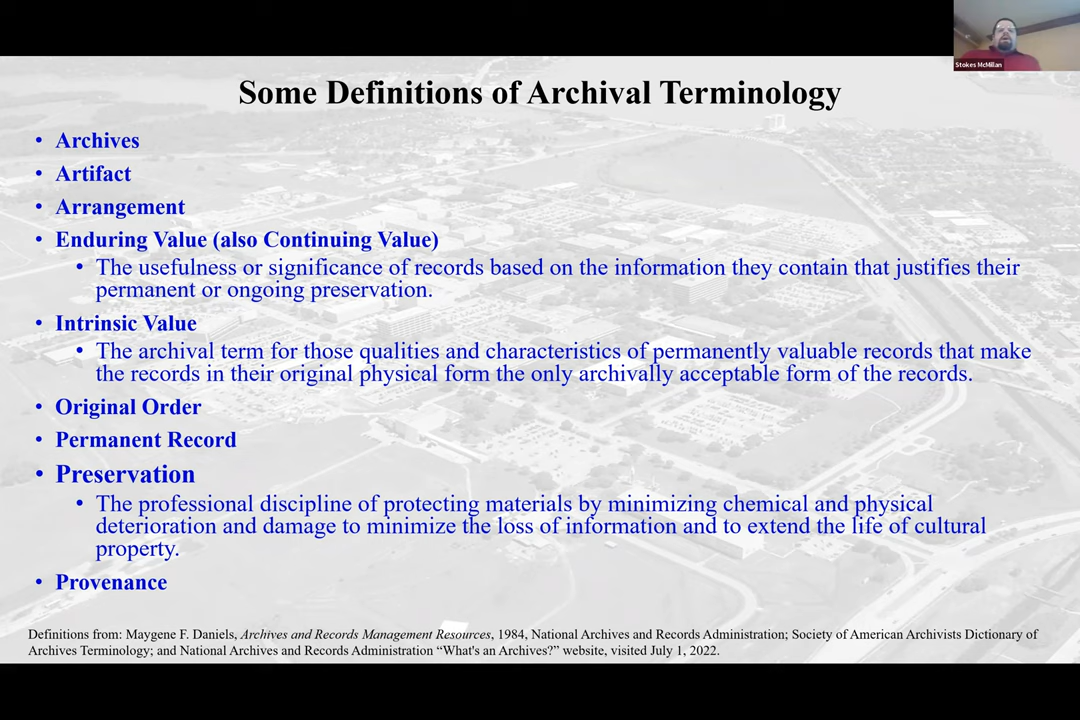 Stokes McMillan
Some Definitions of Archival Terminology
• Archives
• Artifact
• Arrangement
• Enduring Value (also Continuing Value)
• The usefulness or significance of records based on the information they contain that justifies their
permanent or ongoing preservation.
• Intrinsic Value
• The archival term for those qualities and characteristics of permanently valuable records that make
the records in their original physical form the only archivally acceptable form of the records.
• Original Order
• Permanent Record
• Preservation
• The professional discipline of protecting materials by minimizing chemical and physical
deterioration and damage to minimize the loss of information and to extend the life of cultural
property.
• Provenance
Definitions from: Maygene F. Daniels, Archives and Records Management Resources, 1984, National Archives and Records Administration; Society of American Archivists Dictionary of
Archives Terminology; and National Archives and Records Administration “What's an Archives?” website, visited July 1, 2022.